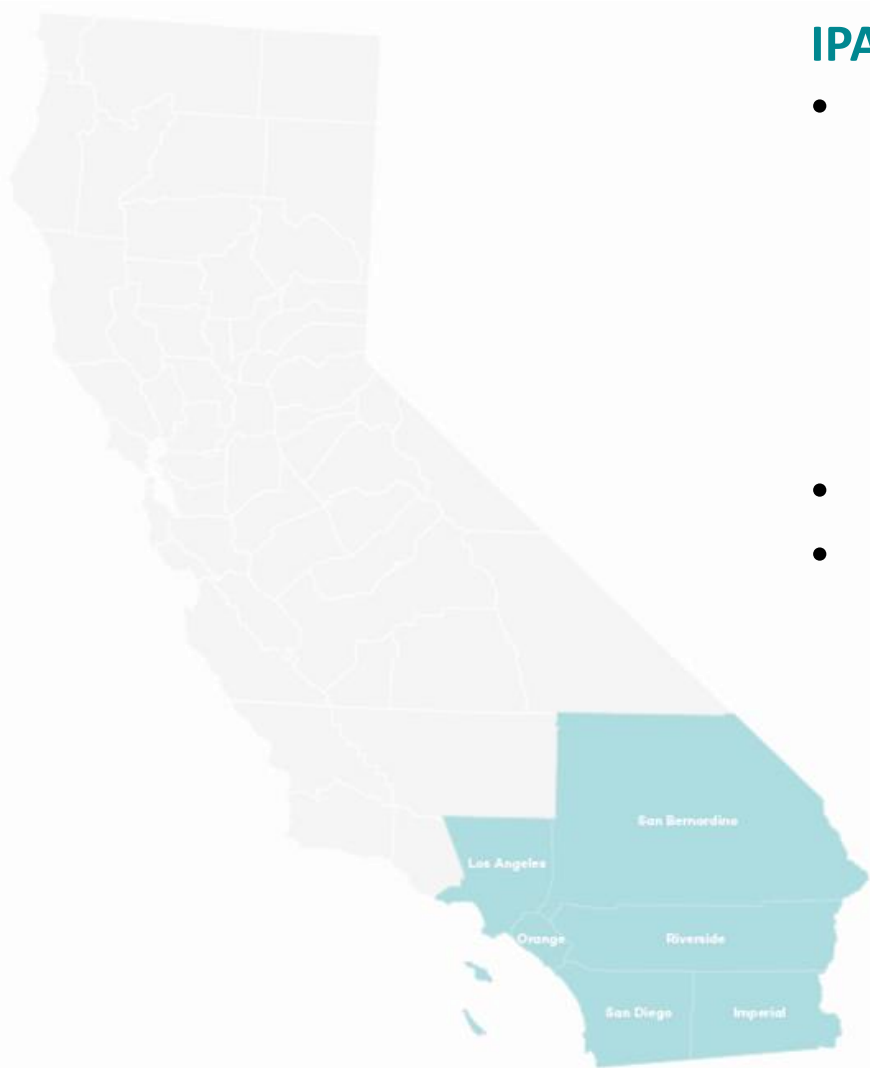 IPA
•
•
•
San Bernardino
Los Angeles
Orange
Riverside
San Diego
Imperial